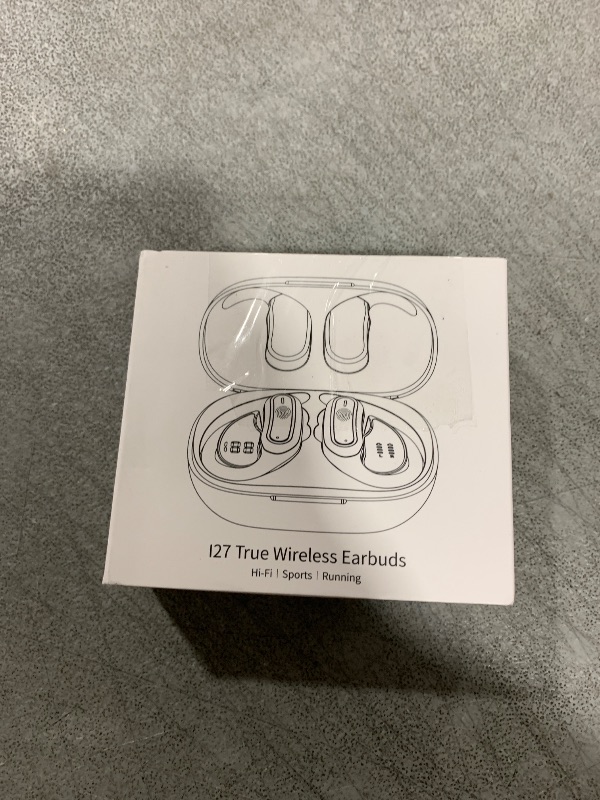 I27 True Wireless Earbuds
Hi-Fi | Sports | Running